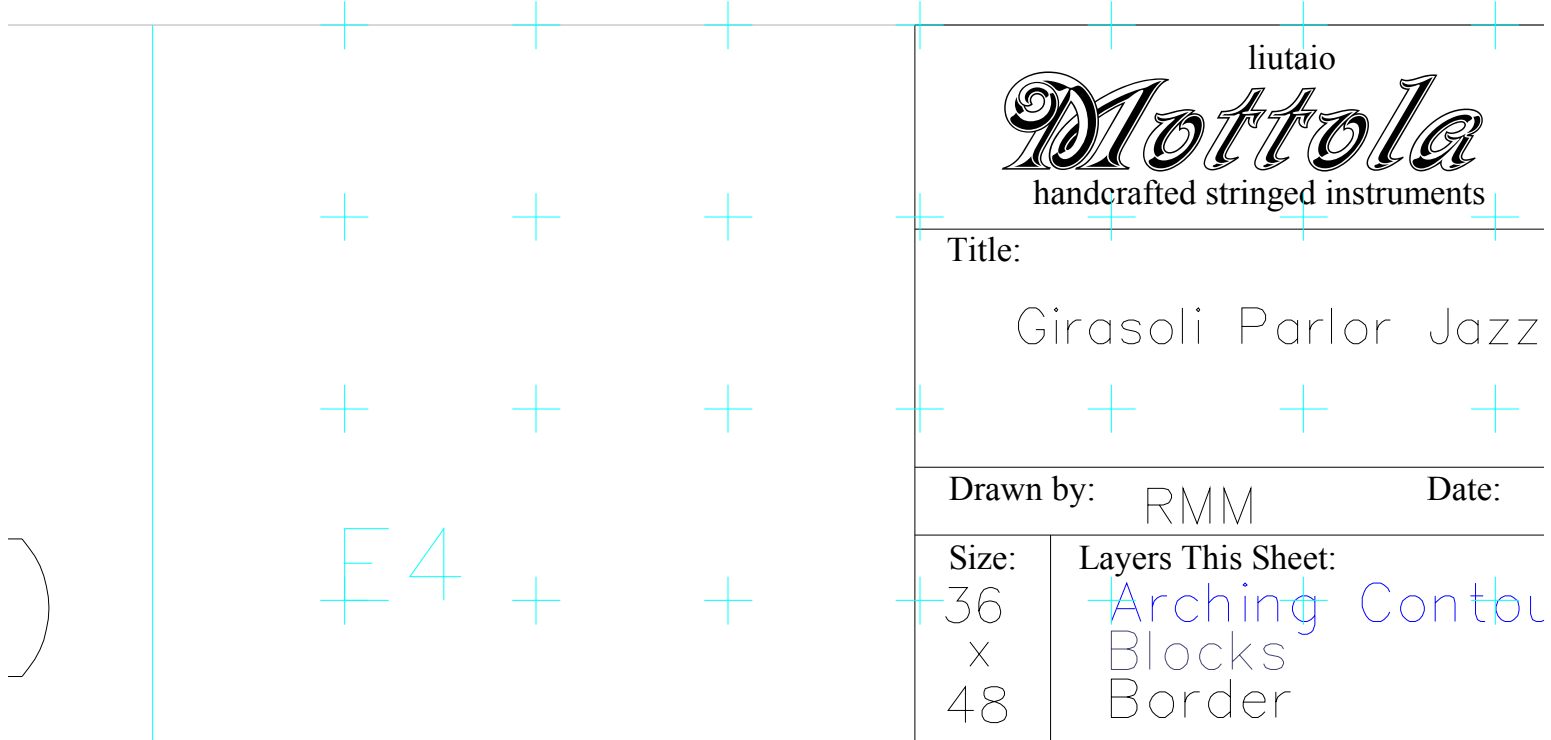 liutaio
Mottola
handcrafted stringed instruments
Title:
Girasoli Parlor Jazz
Drawn by: RMM Date:
E4
Size: Layers This Sheet:
36 Arching Contou
x Blocks
48 Border